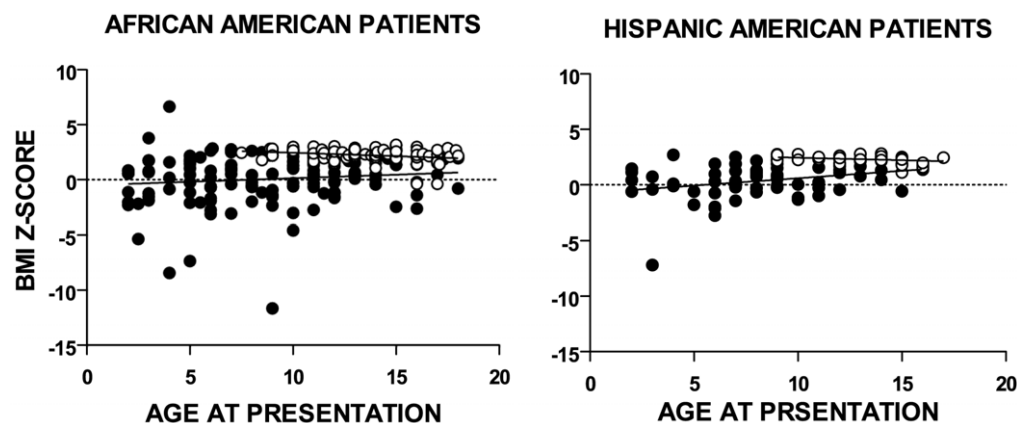 AFRICAN AMERICAN PATIENTS
BMI Z-SCORE
10
5
0
-5
-10
-15
0 5 10 15 20
AGE AT PRESENTATION
HISPANIC AMERICAN PATIENTS
10
5
0
-5
-10
-15
0 5 10 15 20
AGE AT PRSENTATION